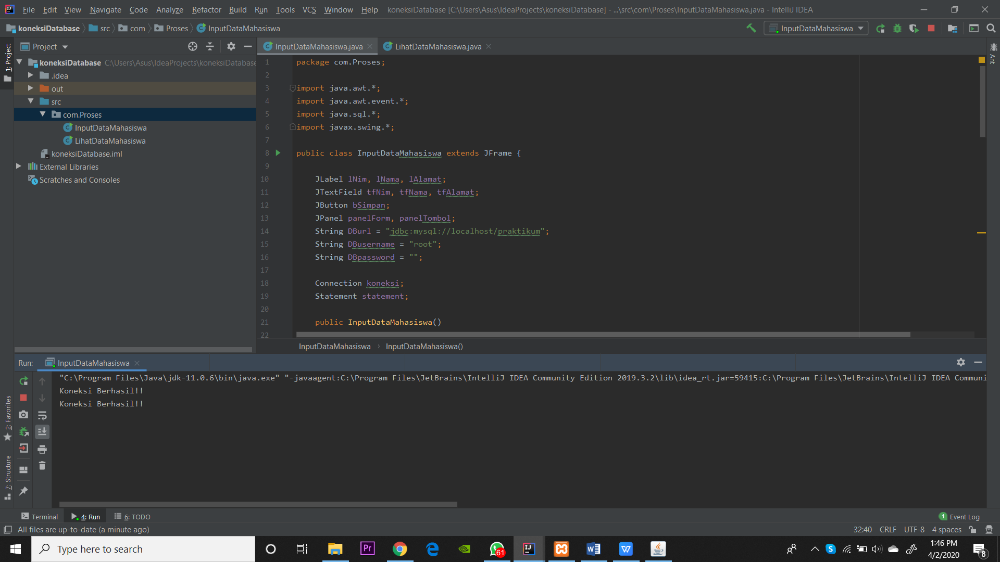 File Edit View Navigate Code Analyze Refactor Build Run Tools VCS Window Help koneksiDatabase [C:\Users\Asus\IdeaProjects\koneksiDatabase] - ...\src\com\Proses\InputDataMahasiswa.java - IntelliJ IDEA
koneksiDatabase src com Proses InputDataMahasiswa
InputDataMahasiswa
1: Project
Project
InputDataMahasiswa.java
LihatDataMahasiswa.java
Ant
koneksiDatabase C:\Users\Asus\IdeaProjects\koneksiDatabase
.idea
out
src
com.Proses
InputDataMahasiswa
LihatDataMahasiswa
koneksiDatabase.iml
External Libraries
Scratches and Consoles
1 package com.Proses;
2
3 import java.awt.*;
4 import java.awt.event.*;
5 import java.sql.*;
6 import javax.swing.*;
7
8 public class InputDataMahasiswa extends JFrame {
9
10 JLabel lNim, lNama, lAlamat;
11 JTextField tfNim, tfNama, tfAlamat;
12 JButton bSimpan;
13 JPanel panelForm, panelTombol;
14 String DBurl = "jdbc:mysql://localhost/praktikum";
15 String DBusername = "root";
16 String DBpassword = "";
17
18 Connection koneksi;
19 Statement statement;
20
21 public InputDataMahasiswa()
22
InputDataMahasiswa › InputDataMahasiswa()
Run: InputDataMahasiswa
"C:\Program Files\Java\jdk-11.0.6\bin\java.exe" "-javaagent:C:\Program Files\JetBrains\IntelliJ IDEA Community Edition 2019.3.2\lib\idea_rt.jar=59415:C:\Program Files\JetBrains\IntelliJ IDEA Communi
Koneksi Berhasil!!
Koneksi Berhasil!!
2: Favorites
7: Structure
Terminal 4: Run 6: TODO
1 Event Log
All files are up-to-date (a minute ago)
32:40 CRLF UTF-8 4 spaces
Type here to search
Pr
61
IJ
S
1:46 PM
4/2/2020
8